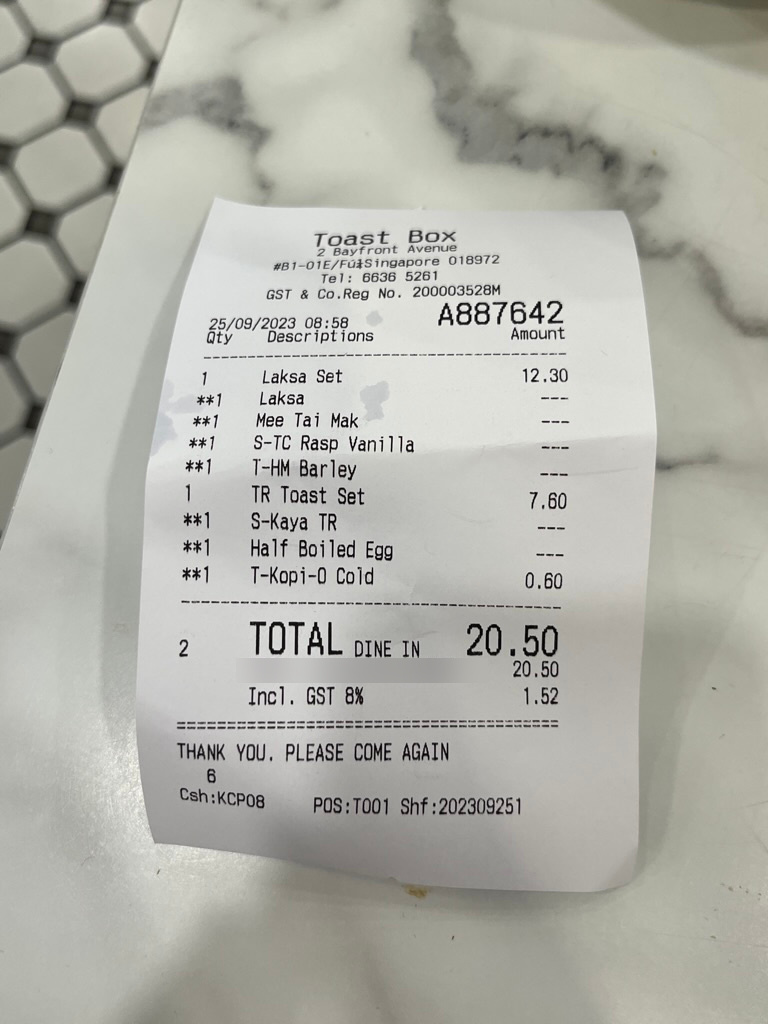 Toast Box
2 Bayfront Avenue
Singapore 018972
Tel: 6636 5261
GST & Co.Reg No. 200003528M
A887642
25/09/2023 08:58
Qty Descriptions Amount
1 Laksa Set 12.30
**1 Laksa ---
**1 Mee Tai Mak ---
**1 S-TC Rasp Vanilla ---
**1 T-HM Barley ---
1 TR Toast Set 7.60
**1 S-Kaya TR ---
**1 Half Boiled Egg ---
**1 T-Kopi-O Cold 0.60
2 TOTAL DINE IN 20.50
20.50
Incl. GST 8% 1.52
THANK YOU. PLEASE COME AGAIN
6
Csh:KCP08 POS:T001 Shf:202309251